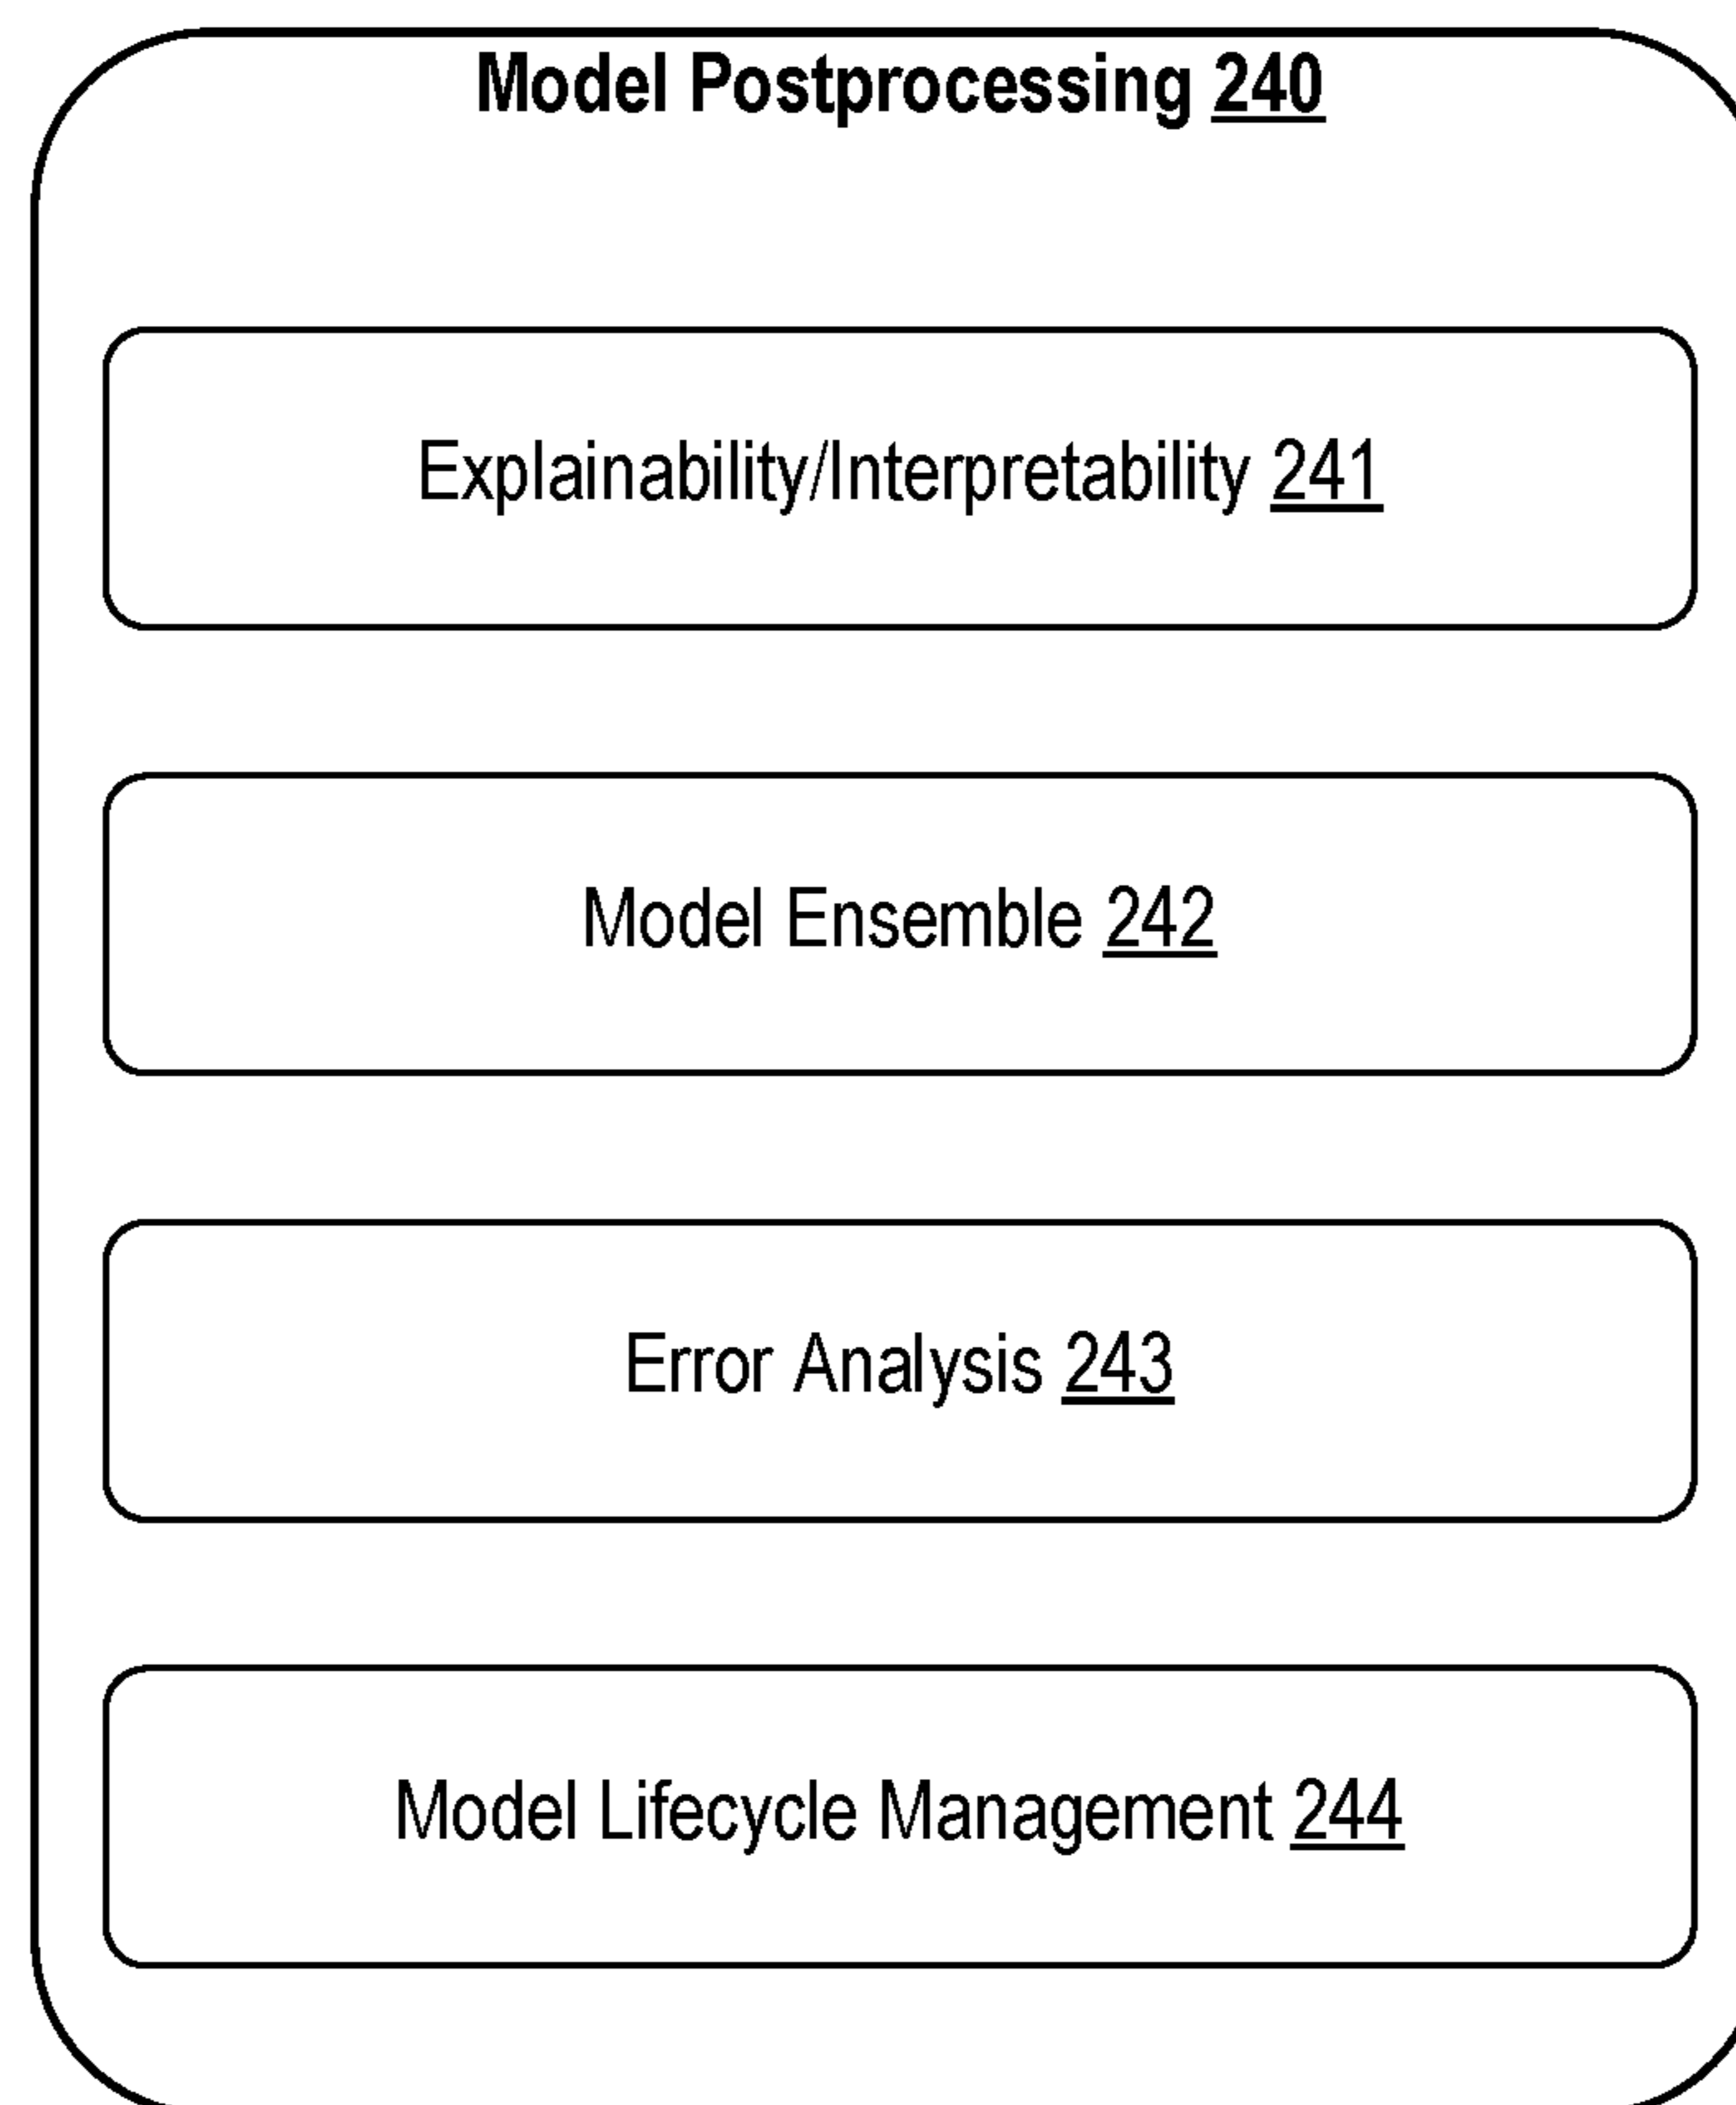 Model Postprocessing 240
Explainability/Interpretability 241
Model Ensemble 242
Error Analysis 243
Model Lifecycle Management 244